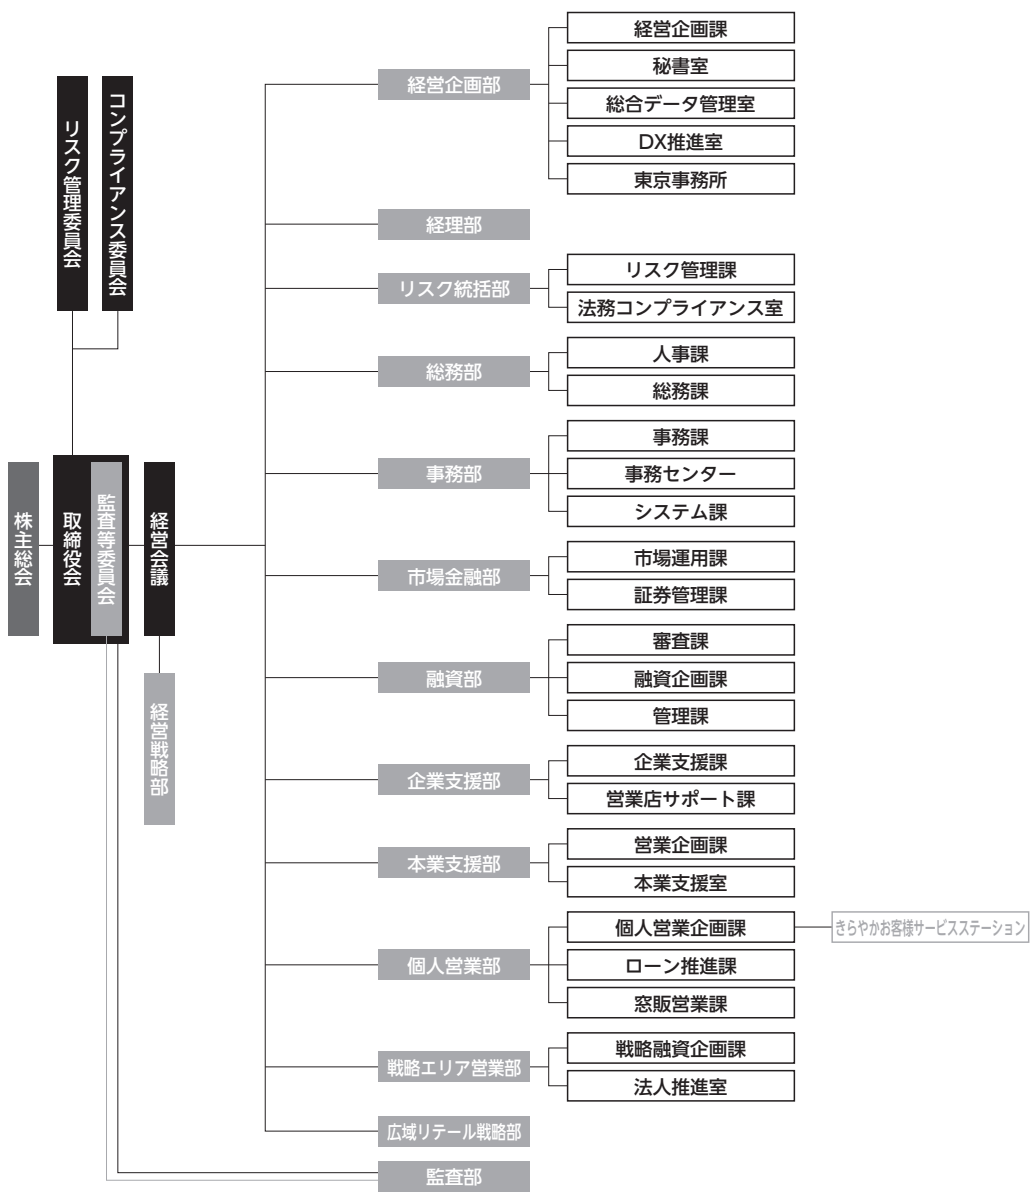 リスク管理委員会
コンプライアンス委員会
株主総会
取締役会
監査等委員会
経営会議
経営戦略部
経営企画部
経営企画課
秘書室
総合データ管理室
DX推進室
東京事務所
経理部
リスク統括部
リスク管理課
法務コンプライアンス室
総務部
人事課
総務課
事務部
事務課
事務センター
システム課
市場金融部
市場運用課
証券管理課
融資部
審査課
融資企画課
管理課
企業支援部
企業支援課
営業店サポート課
本業支援部
営業企画課
本業支援室
個人営業部
個人営業企画課
きらやかお客様サービスステーション
ローン推進課
窓販営業課
戦略エリア営業部
戦略融資企画課
法人推進室
広域リテール戦略部
監査部